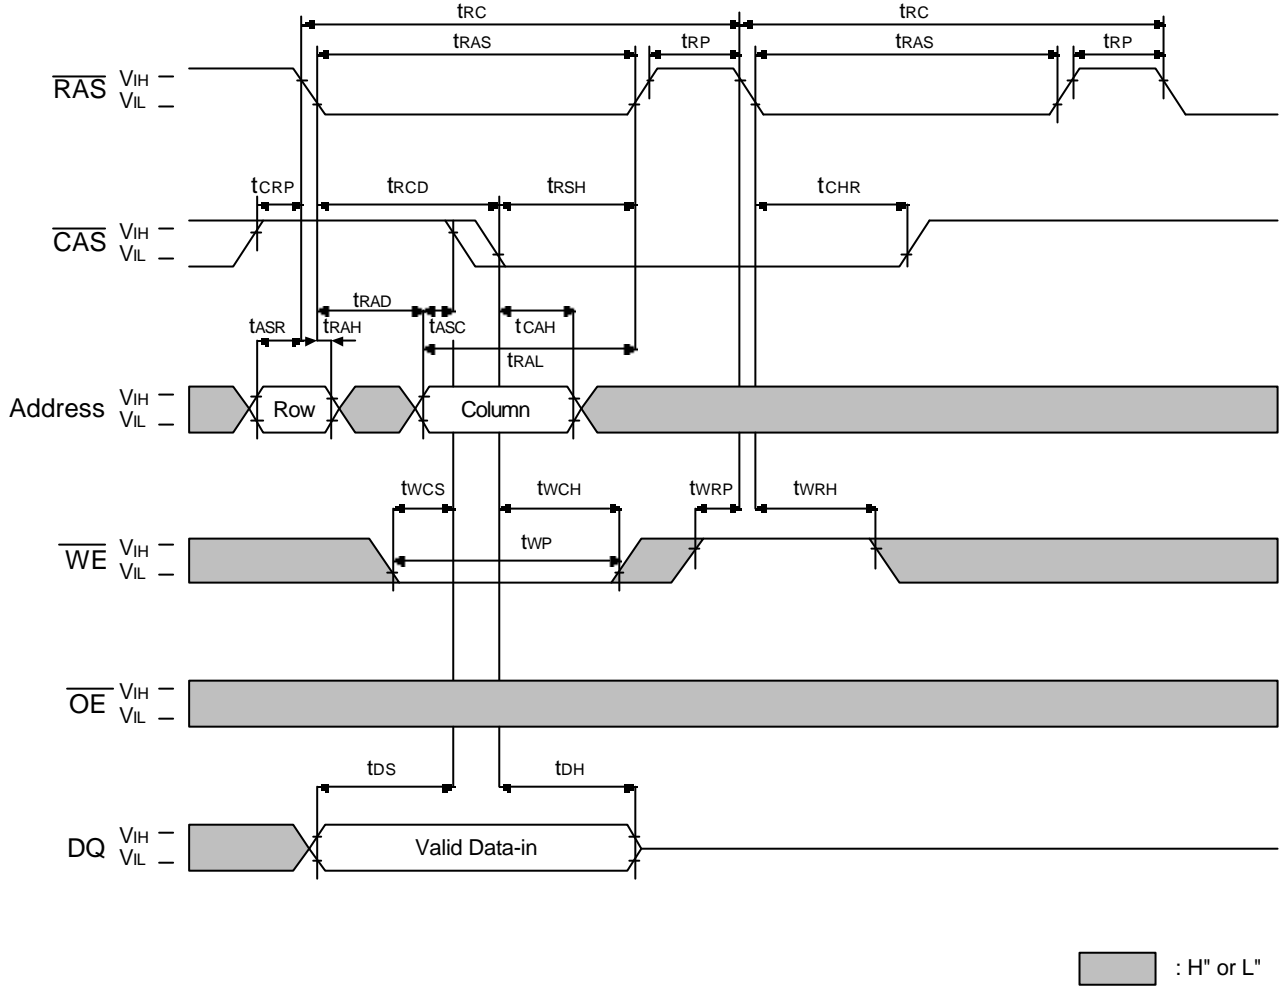 tRC tRC
tRAS tRP tRAS tRP
RAS VIH
VIL
tCRP tRCD tRSH tCHR
CAS VIH
VIL
tRAD
tASR tRAH tASC tCAH
tRAL
Address VIH
VIL
Row Column
tWCS tWCH tWRP tWRH
WE VIH
VIL
tWP
OE VIH
VIL
tDS tDH
DQ VIH
VIL
Valid Data-in
: H" or L"